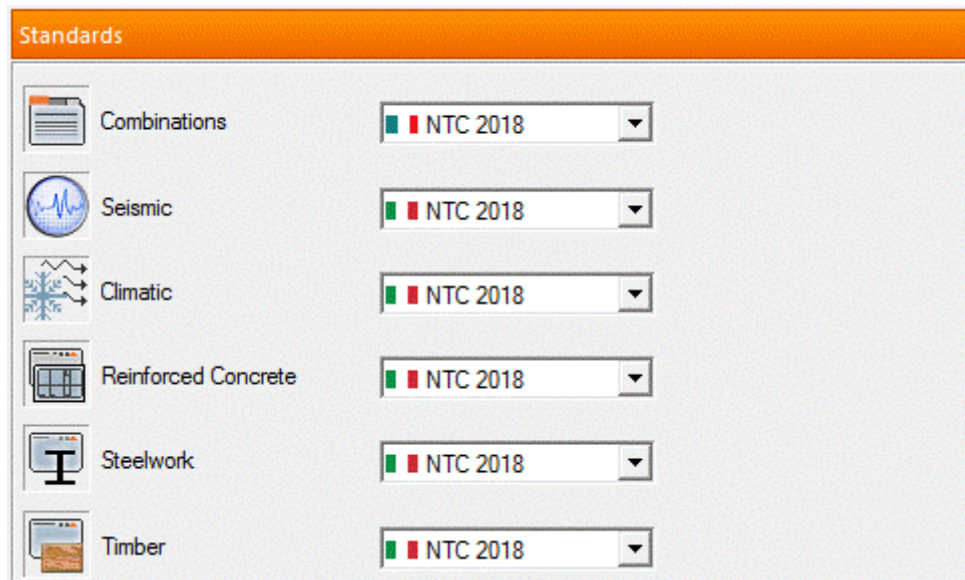 Standards
Combinations NTC 2018
Seismic NTC 2018
Climatic NTC 2018
Reinforced Concrete NTC 2018
Steelwork NTC 2018
Timber NTC 2018